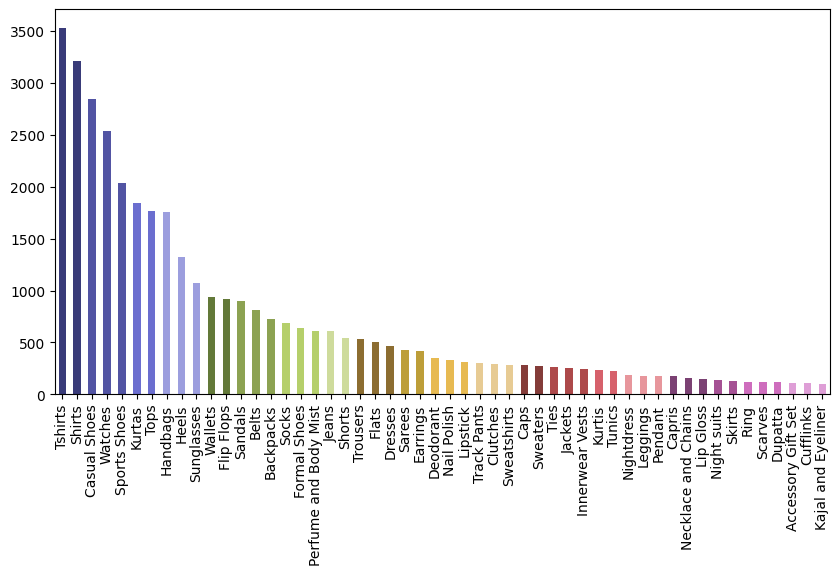 3500
3000
2500
2000
1500
1000
500
0
Tshirts
Shirts
Casual Shoes
Watches
Sports Shoes
Kurtas
Tops
Handbags
Heels
Sunglasses
Wallets
Flip Flops
Sandals
Belts
Backpacks
Socks
Formal Shoes
Perfume and Body Mist
Jeans
Shorts
Trousers
Flats
Dresses
Sarees
Earrings
Deodorant
Nail Polish
Lipstick
Track Pants
Clutches
Sweatshirts
Caps
Sweaters
Ties
Jackets
Innerwear Vests
Kurtis
Tunics
Nightdress
Leggings
Pendant
Capris
Necklace and Chains
Lip Gloss
Night suits
Skirts
Ring
Scarves
Dupatta
Accessory Gift Set
Cufflinks
Kajal and Eyeliner